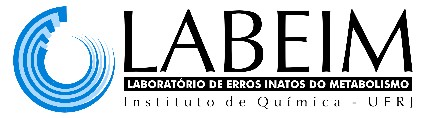 LABEIM
LABORATÓRIO DE ERROS INATOS DO METABOLISMO
Instituto de Química - UFRJ